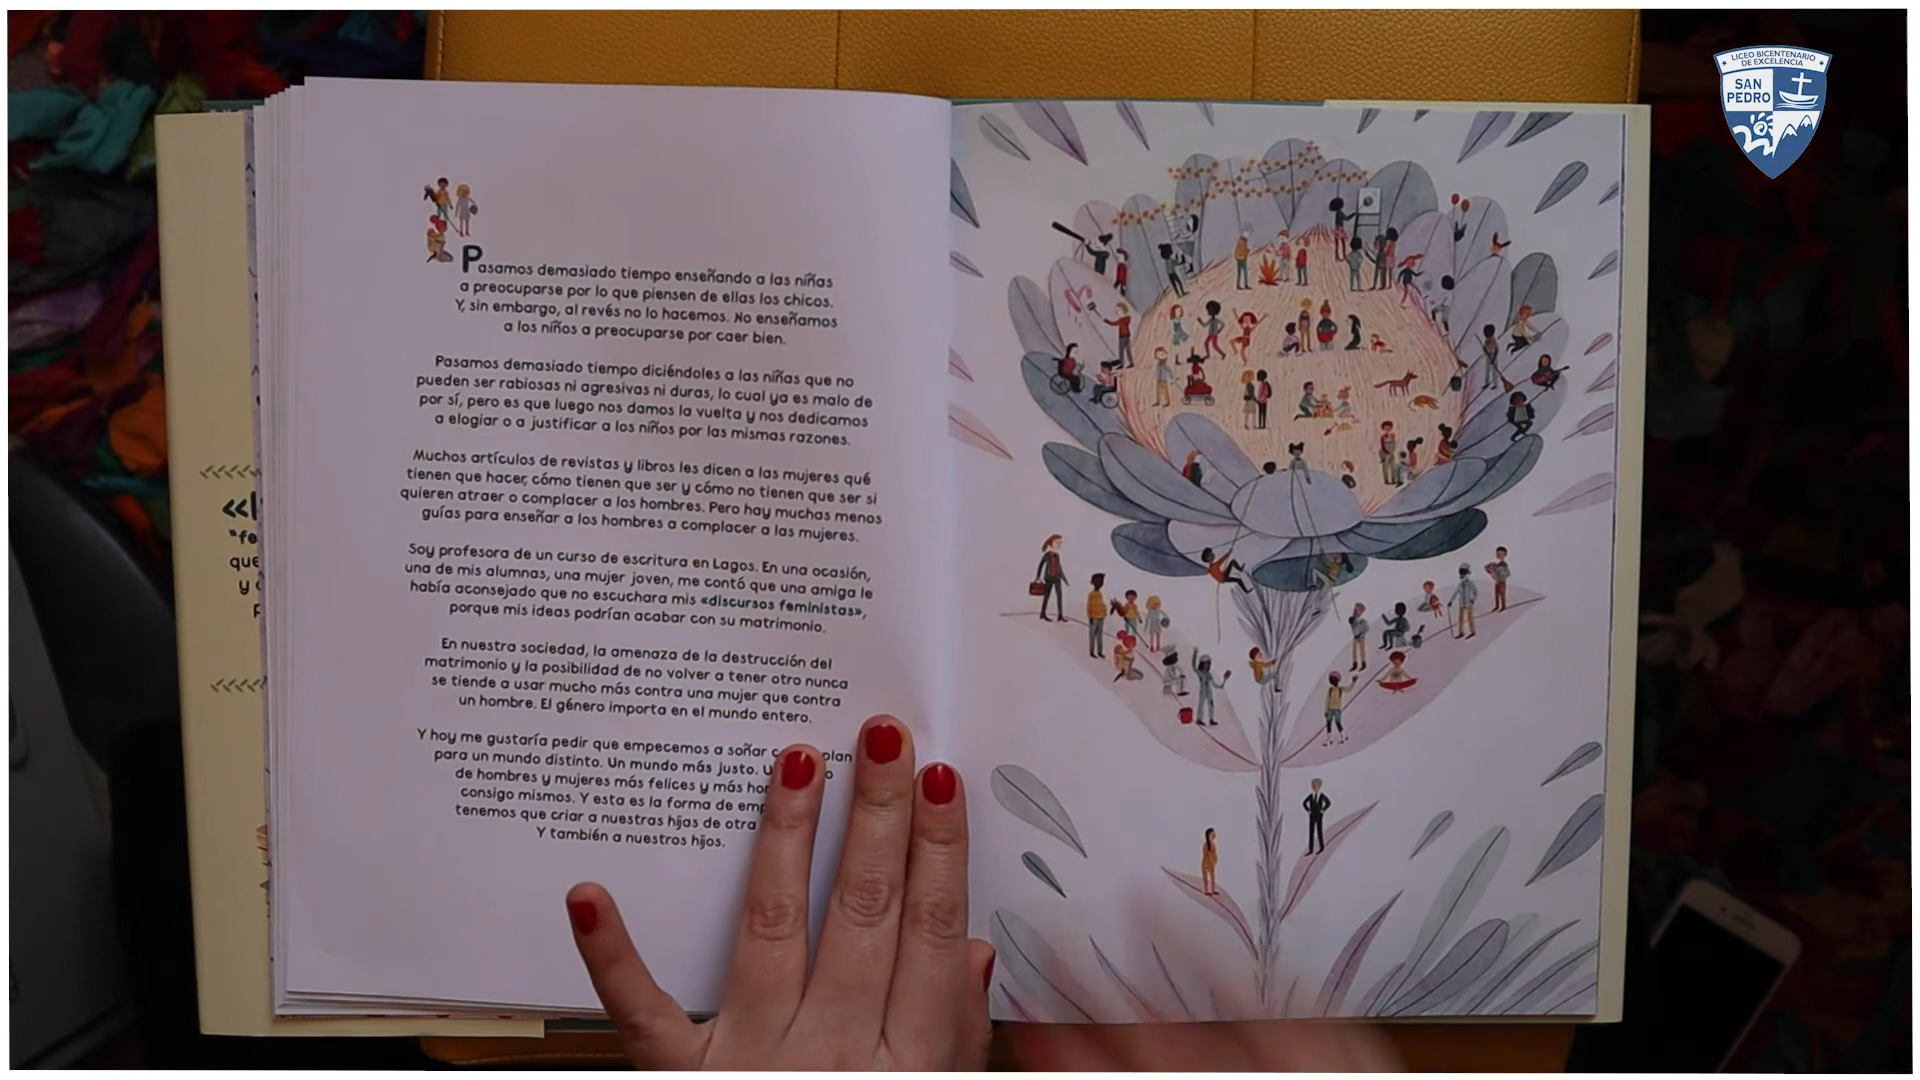 LICEO BICENTENARIO
DE EXCELENCIA
SAN
PEDRO
«
"fe
que
y
Pasamos demasiado tiempo enseñando a las niñas
a preocuparse por lo que piensen de ellas los chicos.
Y, sin embargo, al revés no lo hacemos. No enseñamos
a los niños a preocuparse por caer bien.
Pasamos demasiado tiempo diciéndoles a las niñas que no
pueden ser rabiosas ni agresivas ni duras, lo cual ya es malo de
por sí, pero es que luego nos damos la vuelta y nos dedicamos
a elogiar o a justificar a los niños por las mismas razones.
Muchos artículos de revistas y libros les dicen a las mujeres qué
tienen que hacer, cómo tienen que ser y cómo no tienen que ser si
quieren atraer o complacer a los hombres. Pero hay muchas menos
guías para enseñar a los hombres a complacer a las mujeres.
Soy profesora de un curso de escritura en Lagos. En una ocasión,
una de mis alumnas, una mujer joven, me contó que una amiga le
había aconsejado que no escuchara mis «discursos feministas»,
porque mis ideas podrían acabar con su matrimonio.
En nuestra sociedad, la amenaza de la destrucción del
matrimonio y la posibilidad de no volver a tener otro nunca
se tiende a usar mucho más contra una mujer que contra
un hombre. El género importa en el mundo entero.
Y hoy me gustaría pedir que empecemos a soñar c plan
para un mundo distinto. Un mundo más justo. U o
de hombres y mujeres más felices y más hon
consigo mismos. Y esta es la forma de emp
tenemos que criar a nuestras hijas de otra
Y también a nuestros hijos.